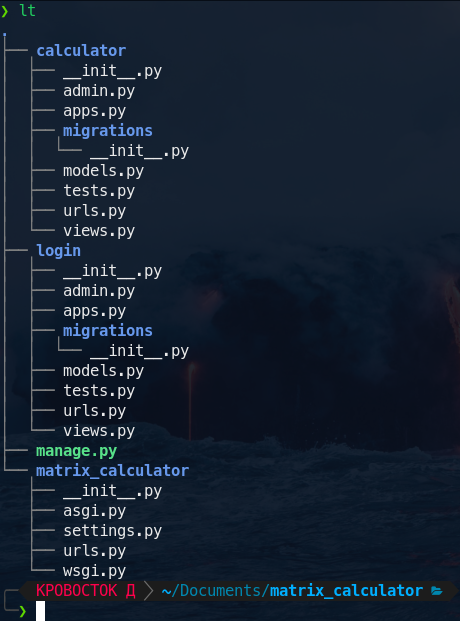 ❯ lt
.
├── calculator
│   ├── __init__.py
│   ├── admin.py
│   ├── apps.py
│   ├── migrations
│   │   └── __init__.py
│   ├── models.py
│   ├── tests.py
│   ├── urls.py
│   └── views.py
├── login
│   ├── __init__.py
│   ├── admin.py
│   ├── apps.py
│   ├── migrations
│   │   └── __init__.py
│   ├── models.py
│   ├── tests.py
│   ├── urls.py
│   └── views.py
├── manage.py
└── matrix_calculator
    ├── __init__.py
    ├── asgi.py
    ├── settings.py
    ├── urls.py
    └── wsgi.py
КРОВОСТОК Д ~/Documents/matrix_calculator
❯